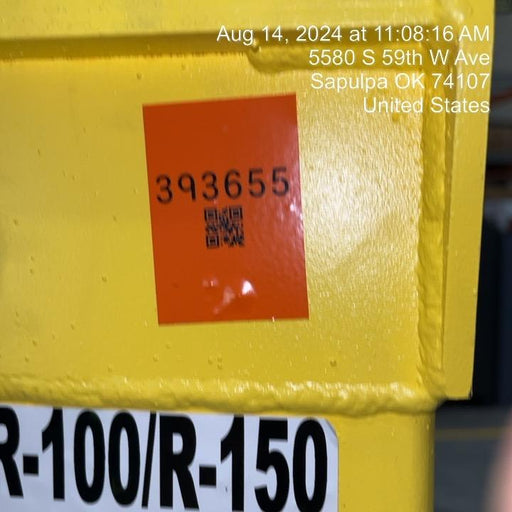 Aug 14, 2024 at 11:08:16 AM
5580 S 59th W Ave
Sapulpa OK 74107
United States
393655
R-100/R-150